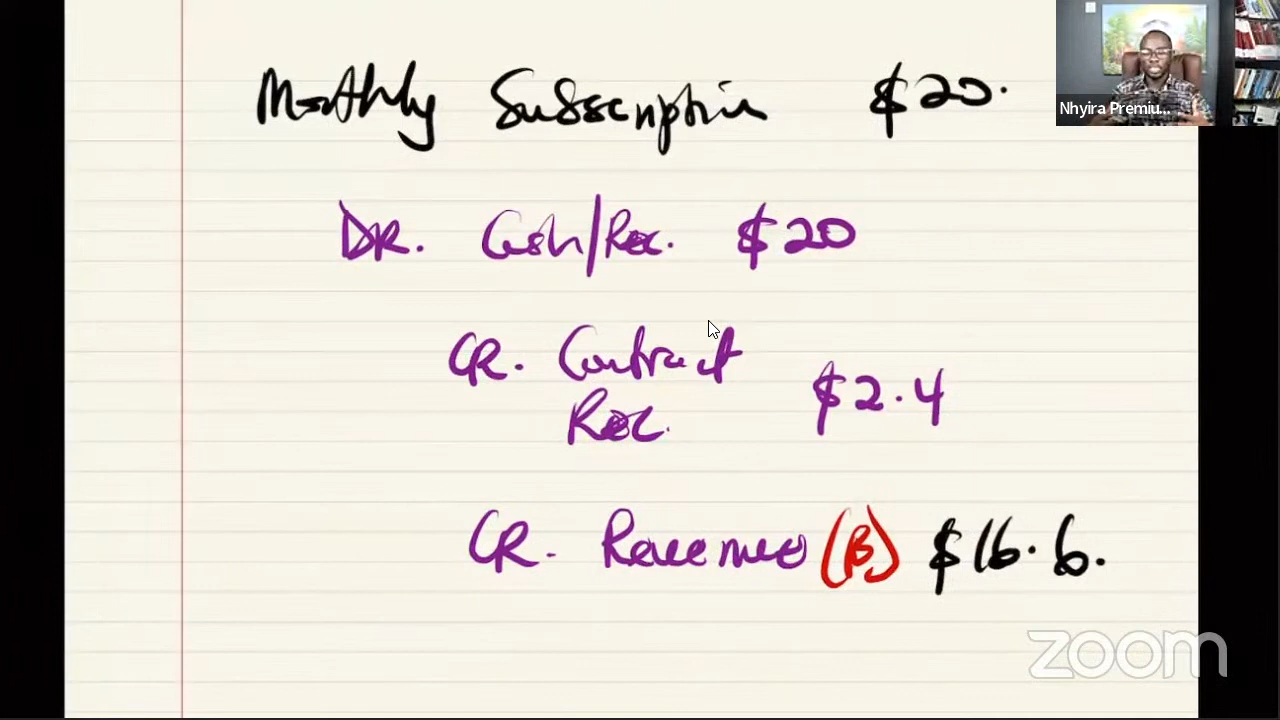 Monthly Subscription $20.
Nhyira Premiu...
DR. Cash/Rec. $20
CR. Contract
Rec. $2.4
CR. Revenue (B) $16.6.
zoom